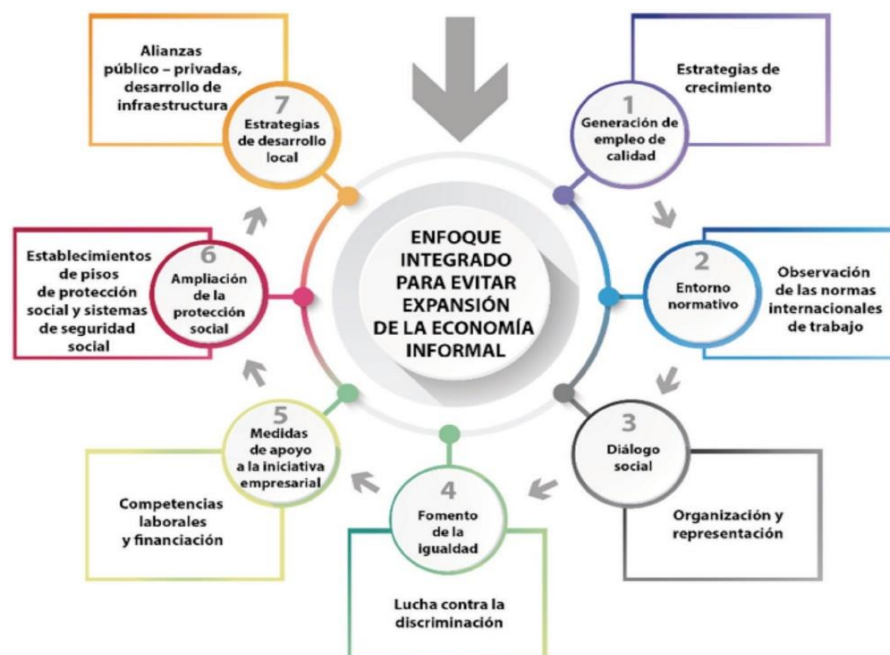 ENFOQUE
INTEGRADO
PARA EVITAR
EXPANSIÓN
DE LA ECONOMÍA
INFORMAL
1
Generación de
empleo de
calidad
Estrategias de
crecimiento
2
Entorno
normativo
Observación
de las normas
internacionales
de trabajo
3
Diálogo
social
Organización y
representación
4
Fomento
de la
igualdad
Lucha contra la
discriminación
5
Medidas
de apoyo
a la iniciativa
empresarial
Competencias
laborales
y financiación
6
Ampliación
de la
protección
social
Establecimientos
de pisos
de protección
social y sistemas
de seguridad
social
7
Estrategias
de desarrollo
local
Alianzas
público – privadas,
desarrollo de
infraestructura